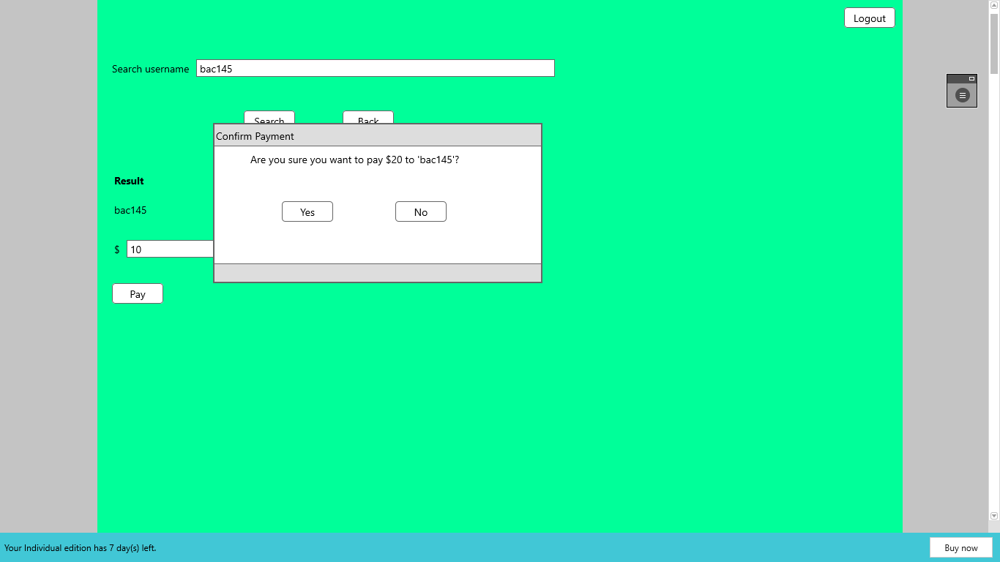 Logout
Search username bac145
Search Back
Confirm Payment
Are you sure you want to pay $20 to 'bac145'?
Result
Yes No
bac145
$ 10
Pay
Your Individual edition has 7 day(s) left.
Buy now